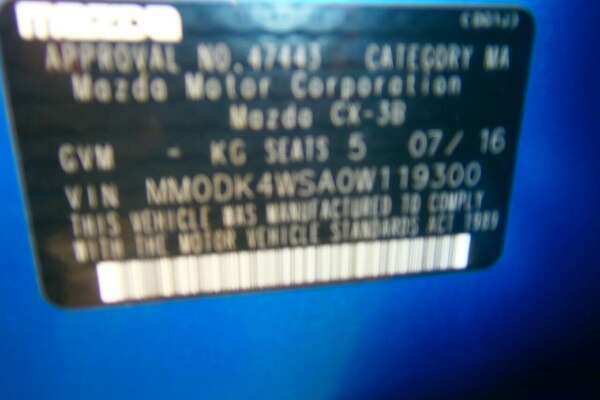 mazda
APPROVAL NO. 47443 CATEGORY MA
Mazda Motor Corporation
Mazda CX-3B
GVM - KG SEATS 5 07/16
VIN MM0DK4WSA0W119300
THIS VEHICLE WAS MANUFACTURED TO COMPLY
WITH THE MOTOR VEHICLE STANDARDS ACT 1989